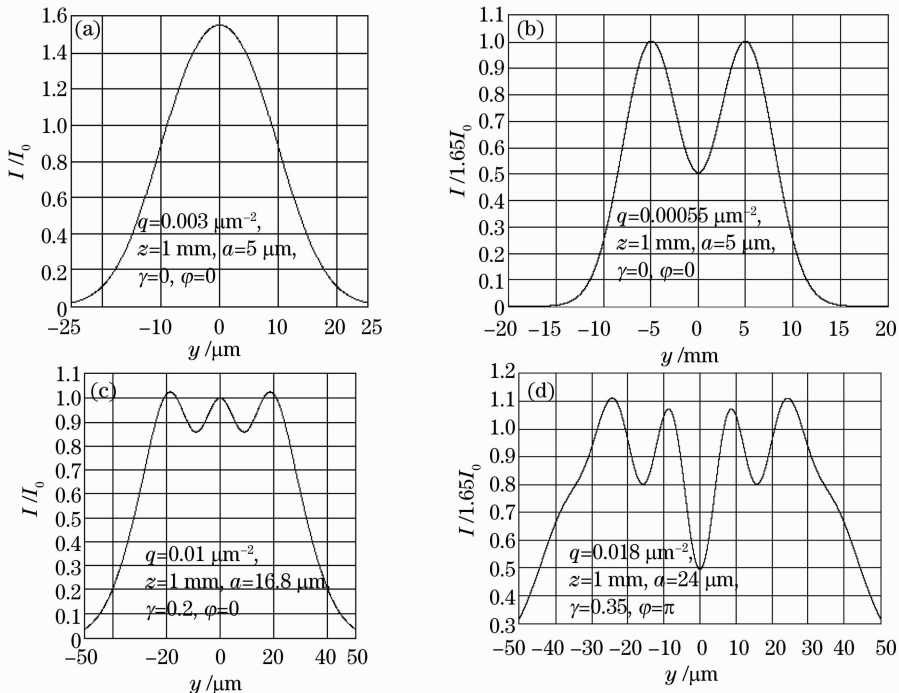 (a)
1.6
1.4
1.2
1.0
0.8
0.6
0.4
0.2
0
I/I₀
q=0.003 μm⁻²,
z=1 mm, a=5 μm,
γ=0, φ=0
−25 −10 0 10 25
y /μm
(b)
1.1
1.0
0.9
0.8
0.7
0.6
0.5
0.4
0.3
0.2
0.1
0
I/1.65I₀
q=0.00055 μm⁻²,
z=1 mm, a=5 μm,
γ=0, φ=0
−20 −15 −10 −5 0 5 10 15 20
y /mm
(c)
1.1
1.0
0.9
0.8
0.7
0.6
0.5
0.4
0.3
0.2
0.1
0
I/I₀
q=0.01 μm⁻²,
z=1 mm, a=16.8 μm
γ=0.2, φ=0
−50 −20 0 20 40 50
y /μm
(d)
1.2
1.1
1.0
0.9
0.8
0.7
0.6
0.5
0.4
0.3
I/1.65I₀
q=0.018 μm⁻²,
z=1 mm, a=24 μm,
γ=0.35, φ=π
−50 −40 −30 −20 −10 0 10 20 30 40 50
y /μm